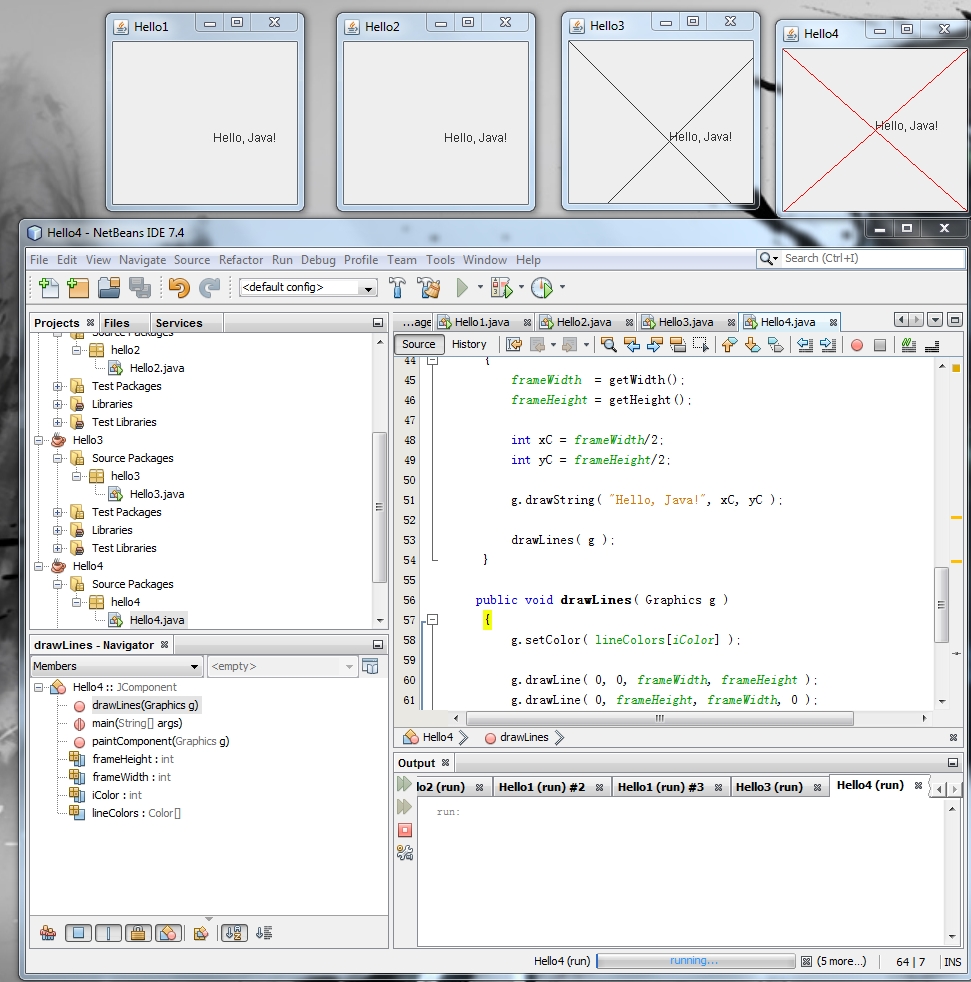 Hello1
Hello2
Hello3
Hello4
Hello, Java!
Hello, Java!
Hello, Java!
Hello, Java!
Hello4 - NetBeans IDE 7.4
File Edit View Navigate Source Refactor Run Debug Profile Team Tools Window Help
Search (Ctrl+I)
<default config>
Projects Files Services
Source Packages
hello2
Hello2.java
Test Packages
Libraries
Test Libraries
Hello3
Source Packages
hello3
Hello3.java
Test Packages
Libraries
Test Libraries
Hello4
Source Packages
hello4
Hello4.java
drawLines - Navigator
Members
<empty>
Hello4 :: JComponent
drawLines(Graphics g)
main(String[] args)
paintComponent(Graphics g)
frameHeight : int
frameWidth : int
iColor : int
lineColors : Color[]
...age Hello1.java Hello2.java Hello3.java Hello4.java
Source History
44 {
45 frameWidth = getWidth();
46 frameHeight = getHeight();
47
48 int xC = frameWidth/2;
49 int yC = frameHeight/2;
50
51 g.drawString( "Hello, Java!", xC, yC );
52
53 drawLines( g );
54 }
55
56 public void drawLines( Graphics g )
57 {
58 g.setColor( lineColors[iColor] );
59
60 g.drawLine( 0, 0, frameWidth, frameHeight );
61 g.drawLine( 0, frameHeight, frameWidth, 0 );
Hello4 drawLines
Output
lo2 (run) Hello1 (run) #2 Hello1 (run) #3 Hello3 (run) Hello4 (run)
run:
Hello4 (run) running... (5 more...) 64 | 7 INS